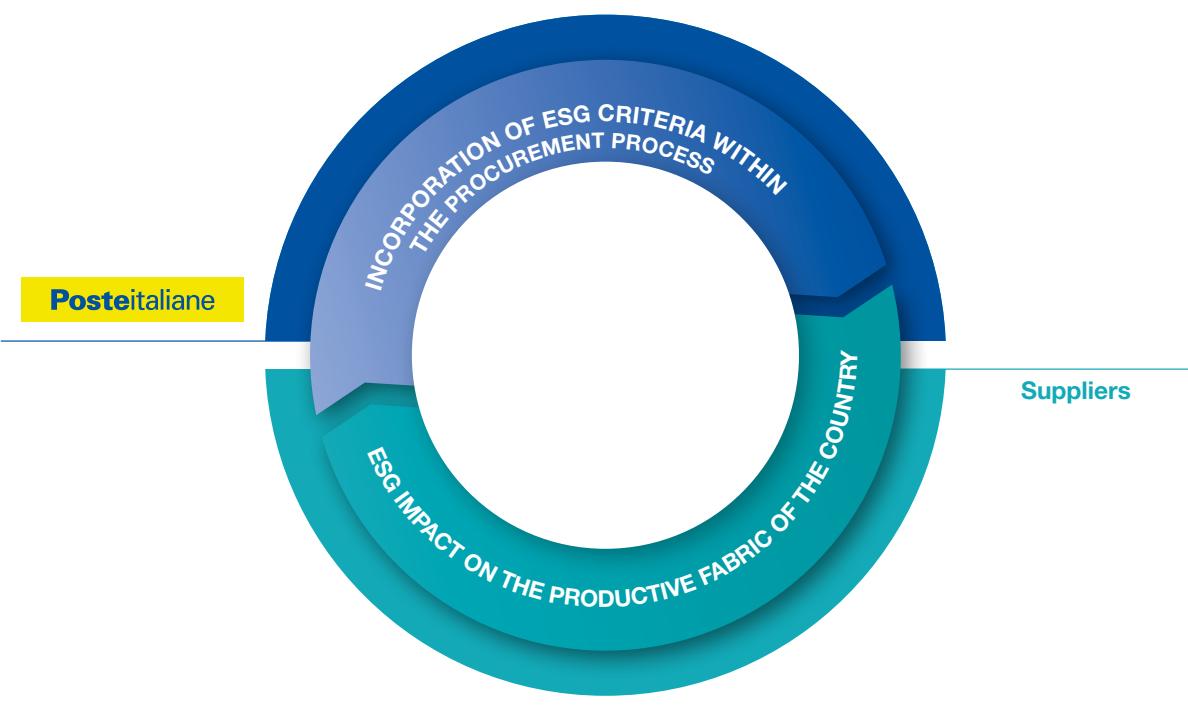 INCORPORATION OF ESG CRITERIA WITHIN
THE PROCUREMENT PROCESS
Posteitaliane
Suppliers
ESG IMPACT ON THE PRODUCTIVE FABRIC OF THE COUNTRY